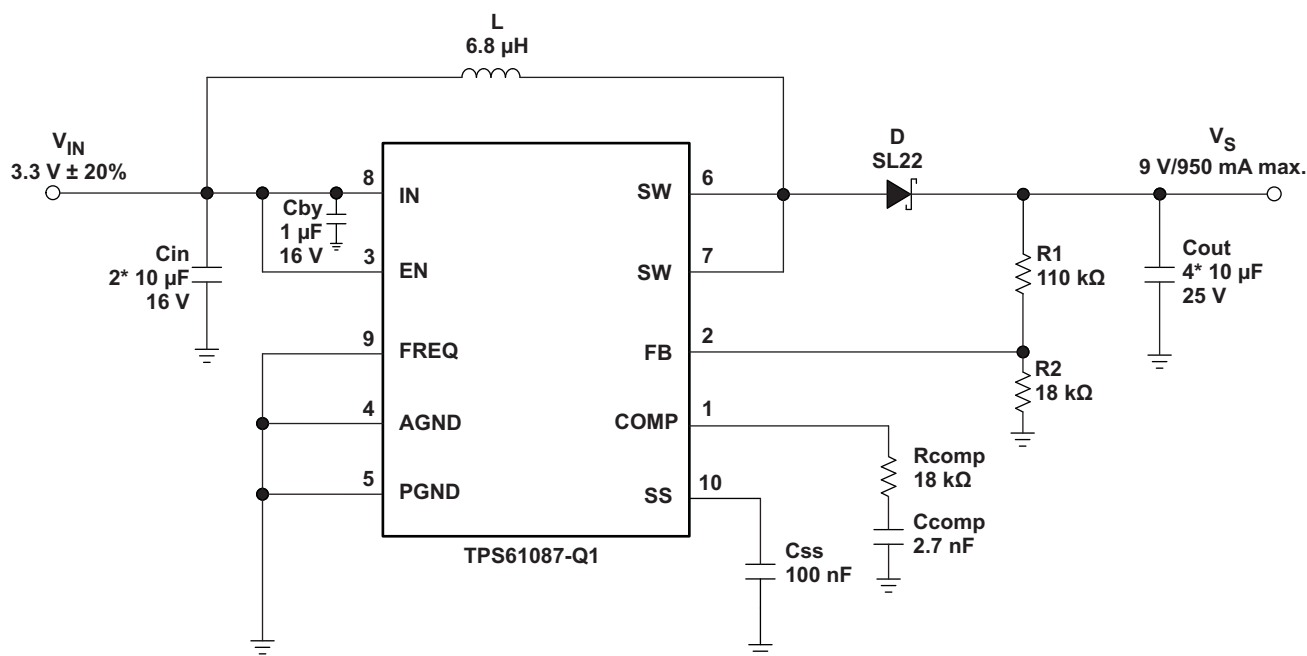 L
6.8 µH
V_IN
3.3 V ± 20%
D
SL22
V_S
9 V/950 mA max.
8
IN
SW
6
Cby
1 µF
16 V
Cin
2* 10 µF
16 V
3
EN
SW
7
R1
110 kΩ
Cout
4* 10 µF
25 V
9
FREQ
FB
2
R2
18 kΩ
4
AGND
COMP
1
Rcomp
18 kΩ
5
PGND
SS
10
Ccomp
2.7 nF
Css
100 nF
TPS61087-Q1